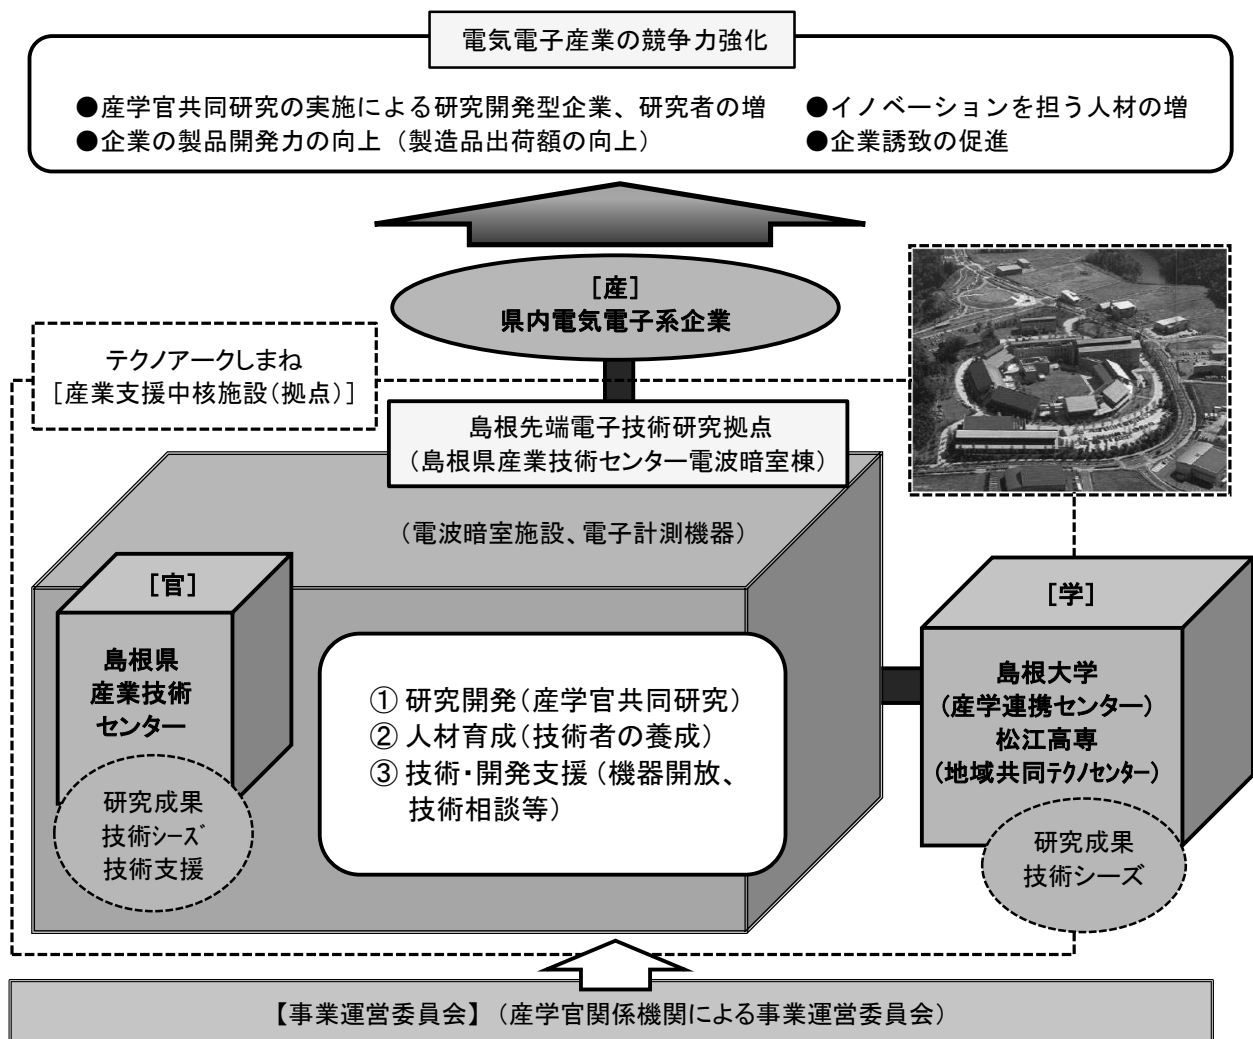 電気電子産業の競争力強化
●産学官共同研究の実施による研究開発型企業、研究者の増
●イノベーションを担う人材の増
●企業の製品開発力の向上（製造品出荷額の向上）
●企業誘致の促進
［産］
県内電気電子系企業
テクノアークしまね
［産業支援中核施設（拠点）］
島根先端電子技術研究拠点
（島根県産業技術センター電波暗室棟）
（電波暗室施設、電子計測機器）
［官］
島根県
産業技術
センター
研究成果
技術ｼｰｽﾞ
技術支援
① 研究開発（産学官共同研究）
② 人材育成（技術者の養成）
③ 技術・開発支援（機器開放、
技術相談等）
［学］
島根大学
（産学連携センター）
松江高専
（地域共同ﾃｸﾉｾﾝﾀｰ）
研究成果
技術シーズ
【事業運営委員会】（産学官関係機関による事業運営委員会）